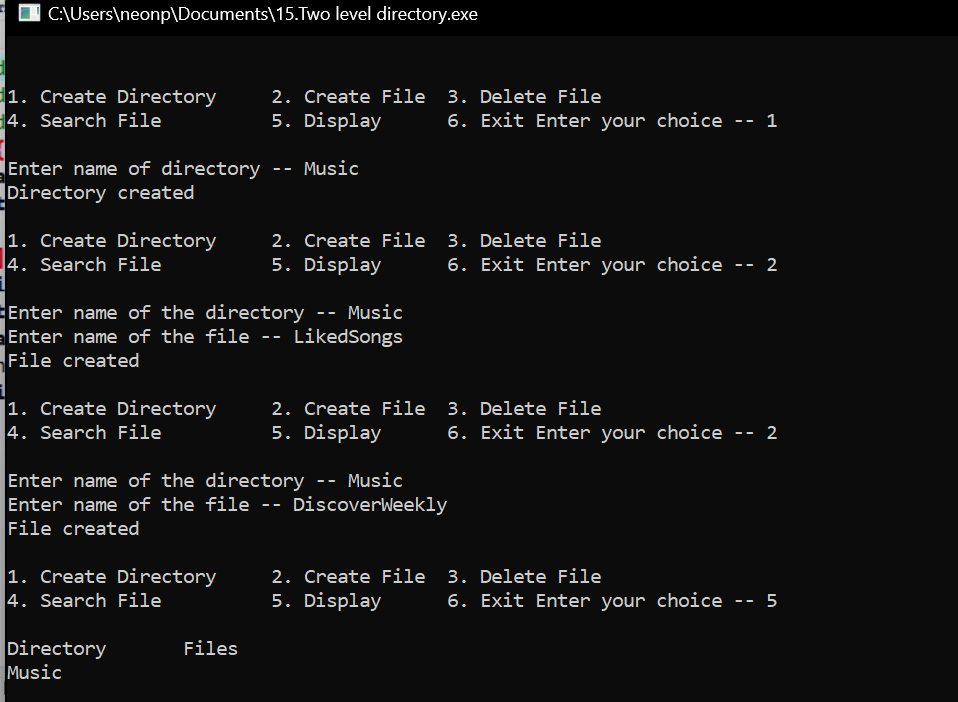 C:\Users\neonp\Documents\15.Two level directory.exe
1. Create Directory     2. Create File  3. Delete File
4. Search File          5. Display      6. Exit Enter your choice -- 1
Enter name of directory -- Music
Directory created
1. Create Directory     2. Create File  3. Delete File
4. Search File          5. Display      6. Exit Enter your choice -- 2
Enter name of the directory -- Music
Enter name of the file -- LikedSongs
File created
1. Create Directory     2. Create File  3. Delete File
4. Search File          5. Display      6. Exit Enter your choice -- 2
Enter name of the directory -- Music
Enter name of the file -- DiscoverWeekly
File created
1. Create Directory     2. Create File  3. Delete File
4. Search File          5. Display      6. Exit Enter your choice -- 5
Directory       Files
Music